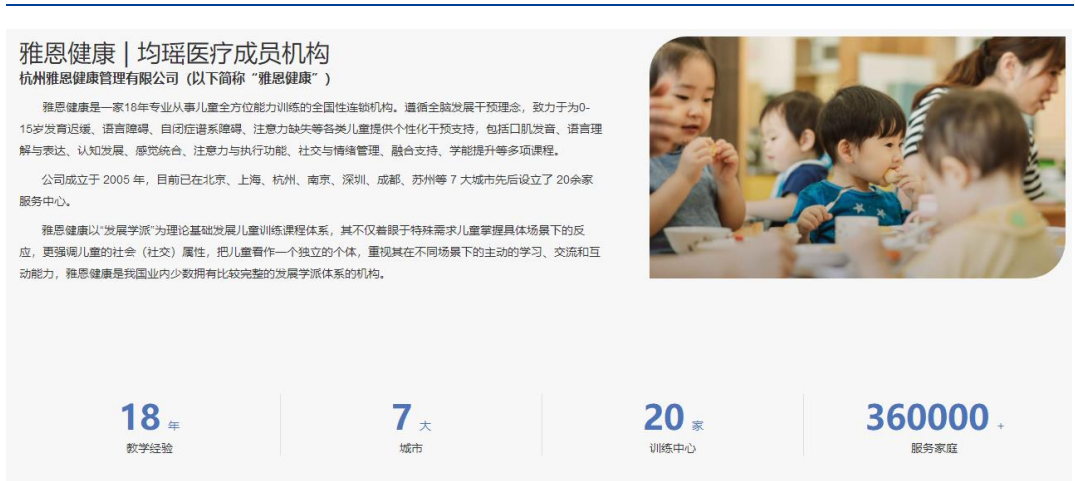 雅恩健康 | 均瑶医疗成员机构
杭州雅恩健康管理有限公司（以下简称“雅恩健康”）
雅恩健康是一家18年专业从事儿童全方位能力训练的全国性连锁机构。遵循全脑发展干预理念，致力于为0-
15岁发育迟缓、语言障碍、自闭症谱系障碍、注意力缺失等各类儿童提供个性化干预支持，包括口肌发音、语言理
解与表达、认知发展、感觉统合、注意力与执行功能、社交与情绪管理、融合支持、学能提升等多项课程。
公司成立于 2005 年，目前已在北京、上海、杭州、南京、深圳、成都、苏州等 7 大城市先后设立了 20余家
服务中心。
雅恩健康以“发展学派”为理论基础发展儿童训练课程体系，其不仅着眼于特殊需求儿童掌握具体场景下的反
应，更强调儿童的社会（社交）属性，把儿童看作一个独立的个体，重视其在不同场景下的主动的学习、交流和互
动能力，雅恩健康是我国业内少数拥有比较完整的发展学派体系的机构。
18 年
教学经验
7 大
城市
20 家
训练中心
360000 +
服务家庭